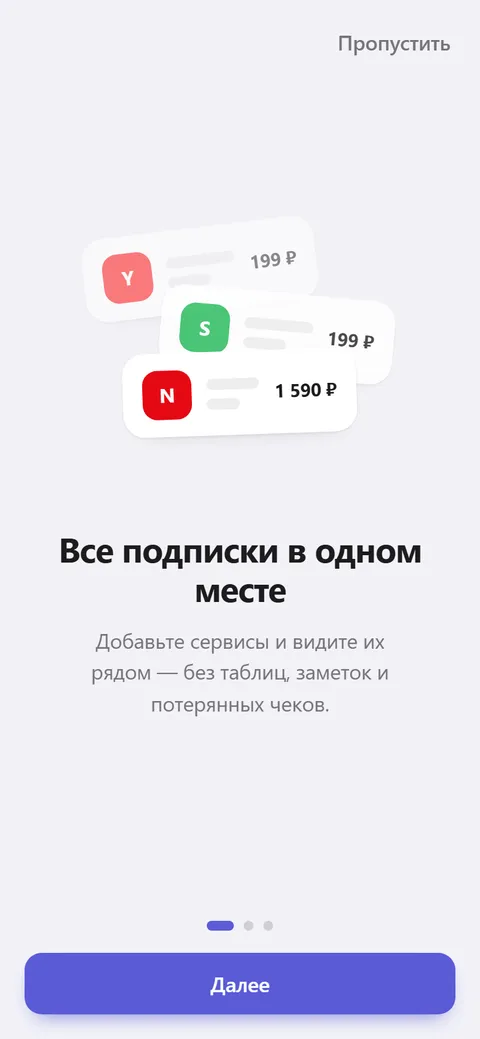 Пропустить
Y
199 ₽
S
199 ₽
N
1 590 ₽
Все подписки в одном
месте
Добавьте сервисы и видите их
рядом — без таблиц, заметок и
потерянных чеков.
Далее